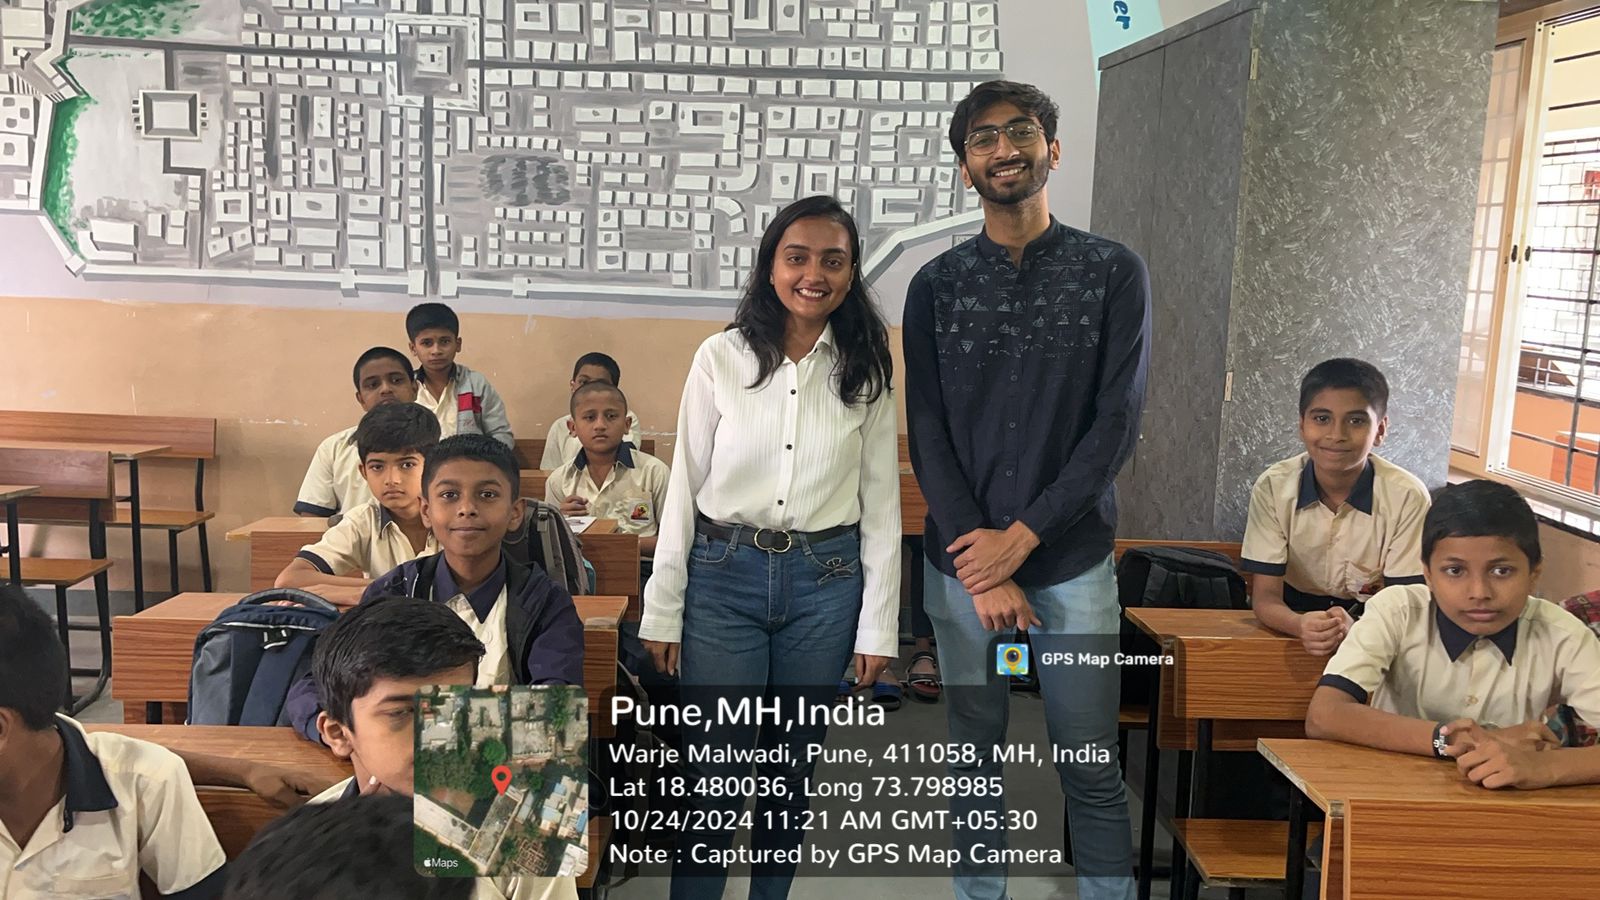 er
GPS Map Camera
Pune,MH,India
Warje Malwadi, Pune, 411058, MH, India
Lat 18.480036, Long 73.798985
10/24/2024 11:21 AM GMT+05:30
Note : Captured by GPS Map Camera
Maps